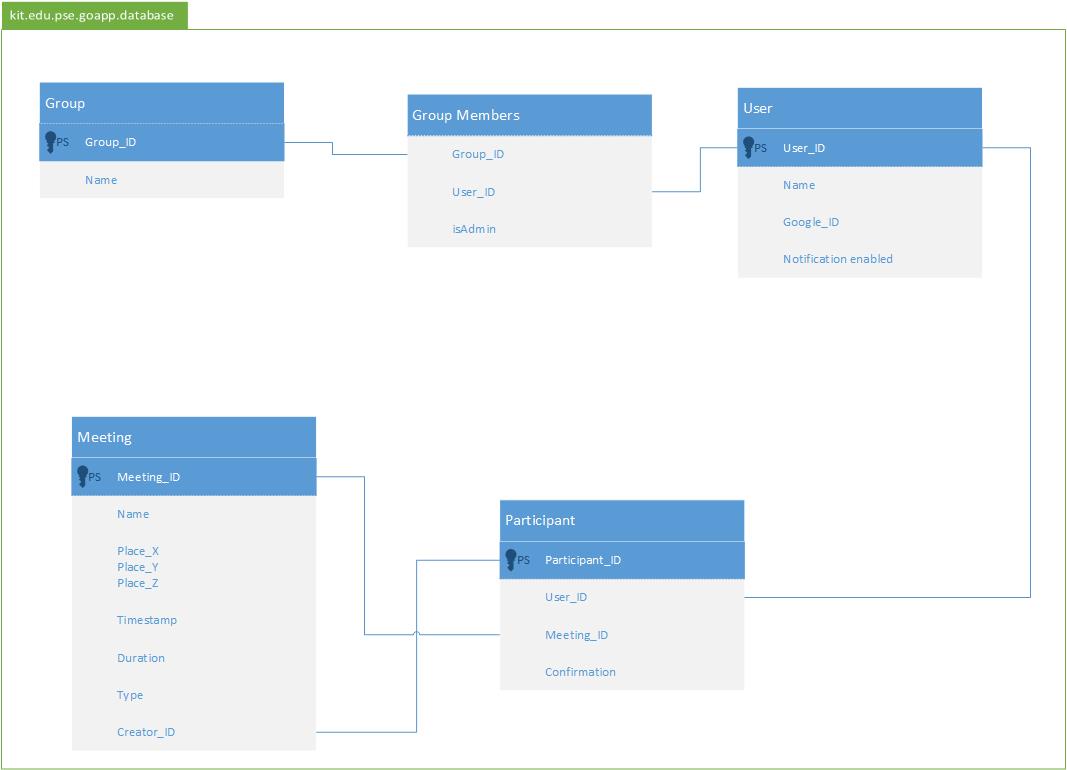 kit.edu.pse.goapp.database
Group
PS Group_ID
Name
Group Members
Group_ID
User_ID
isAdmin
User
PS User_ID
Name
Google_ID
Notification enabled
Meeting
PS Meeting_ID
Name
Place_X
Place_Y
Place_Z
Timestamp
Duration
Type
Creator_ID
Participant
PS Participant_ID
User_ID
Meeting_ID
Confirmation